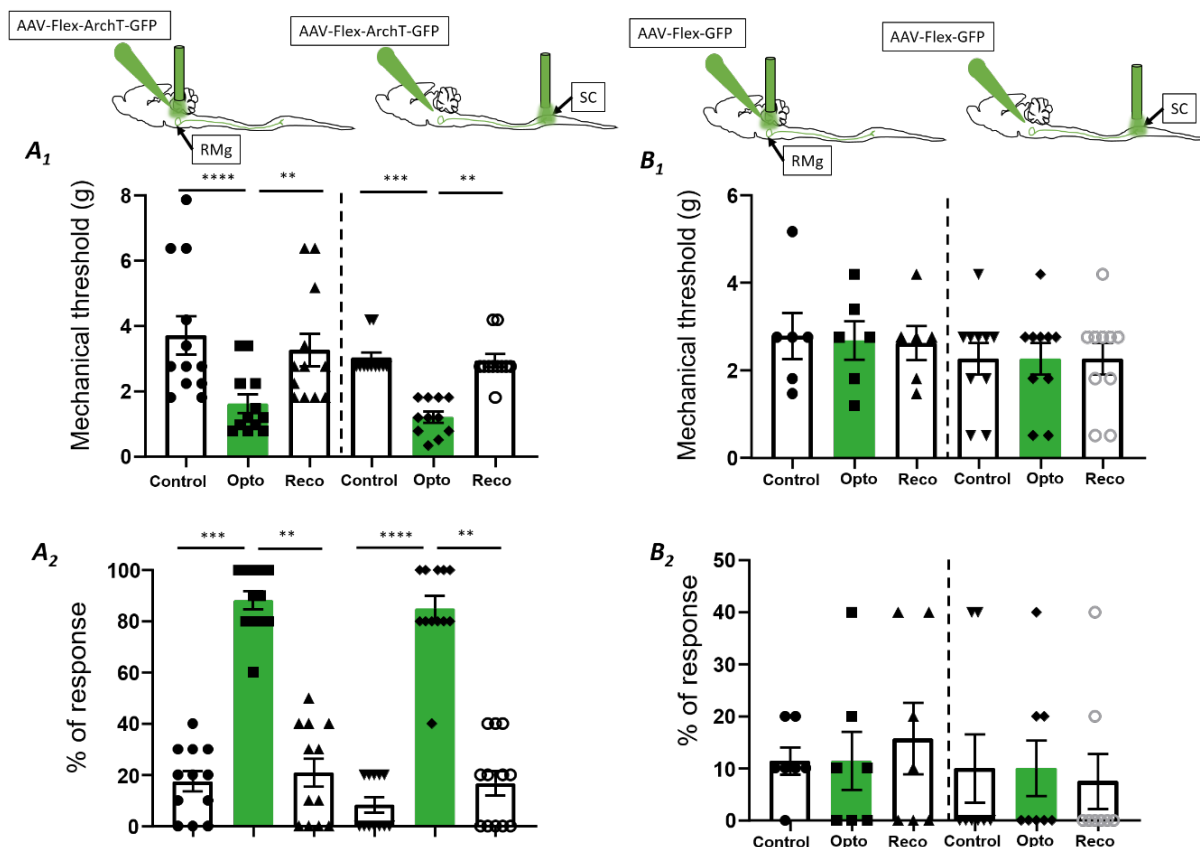 AAV-Flex-ArchT-GFP
AAV-Flex-ArchT-GFP
AAV-Flex-GFP
AAV-Flex-GFP
SC
SC
RMg
RMg
A1
B1
**** ** *** **
Mechanical threshold (g)
8
6
4
2
0
Control Opto Reco Control Opto Reco
Mechanical threshold (g)
6
4
2
0
Control Opto Reco Control Opto Reco
A2
*** ** **** **
% of response
100
80
60
40
20
0
B2
% of response
50
40
30
20
10
0
Control Opto Reco Control Opto Reco